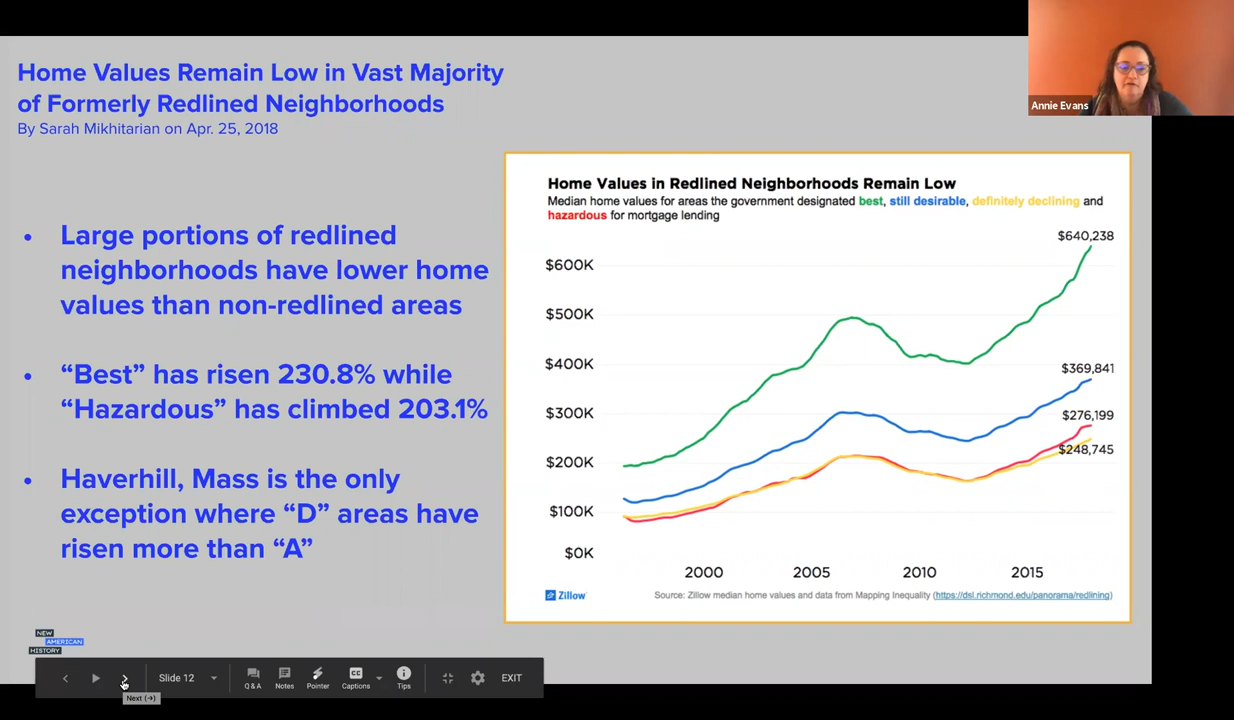 Home Values Remain Low in Vast Majority
of Formerly Redlined Neighborhoods
By Sarah Mikhitarian on Apr. 25, 2018
Annie Evans
• Large portions of redlined
neighborhoods have lower home
values than non-redlined areas
• “Best” has risen 230.8% while
“Hazardous” has climbed 203.1%
• Haverhill, Mass is the only
exception where “D” areas have
risen more than “A”
Home Values in Redlined Neighborhoods Remain Low
Median home values for areas the government designated best, still desirable, definitely declining and
hazardous for mortgage lending
$640,238
$600K
$500K
$400K
$369,841
$300K
$276,199
$248,745
$200K
$100K
$0K
2000 2005 2010 2015
Zillow
Source: Zillow median home values and data from Mapping Inequality (https://dsl.richmond.edu/panorama/redlining)
NEW
AMERICAN
HISTORY
Slide 12
Q & A
Notes
Pointer
CC
Captions
Tips
EXIT
Next (→)